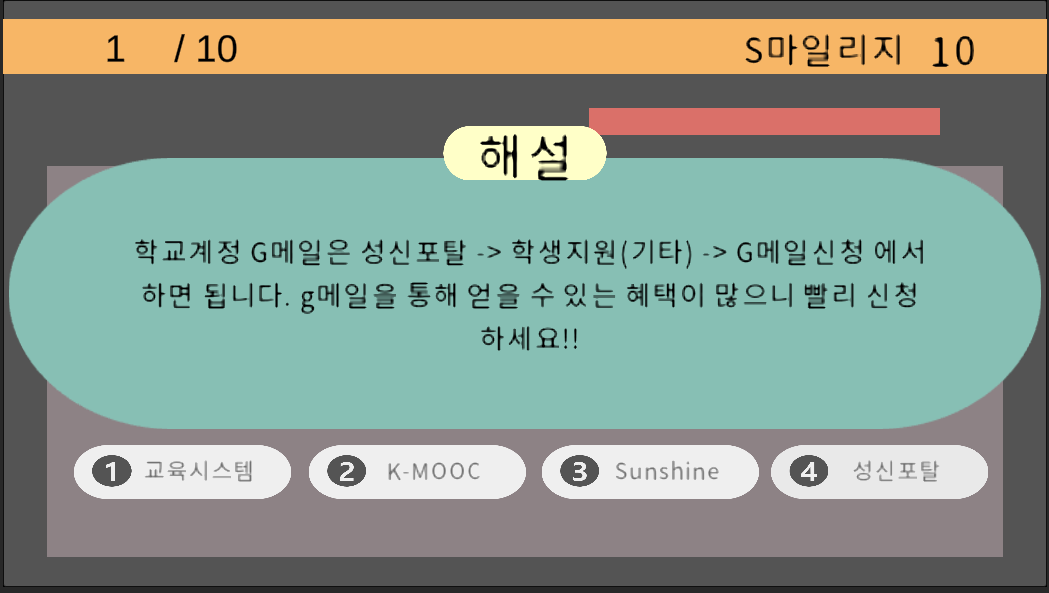 1 / 10 S마일리지 10
해설
학교계정 G메일은 성신포탈 -> 학생지원(기타) -> G메일신청 에서
하면 됩니다. g메일을 통해 얻을 수 있는 혜택이 많으니 빨리 신청
하세요!!
1 교육시스템 2 K-MOOC 3 Sunshine 4 성신포탈